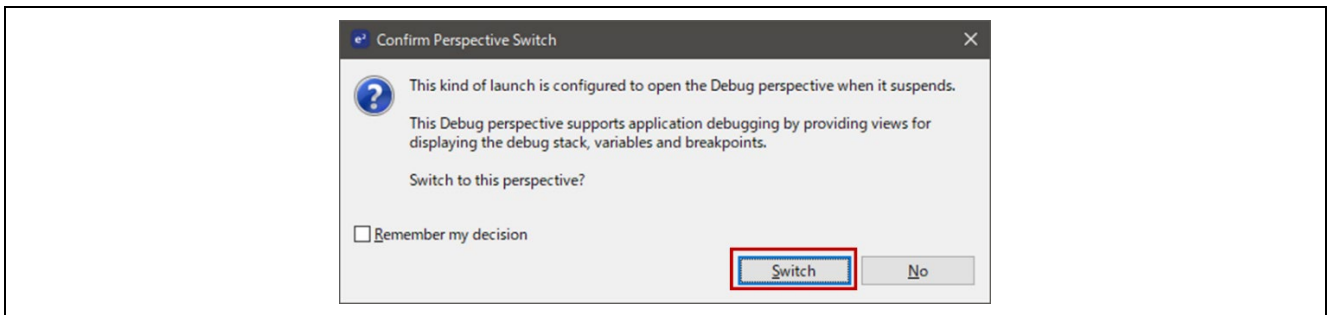 e² Confirm Perspective Switch
This kind of launch is configured to open the Debug perspective when it suspends.
This Debug perspective supports application debugging by providing views for
displaying the debug stack, variables and breakpoints.
Switch to this perspective?
Remember my decision
Switch No